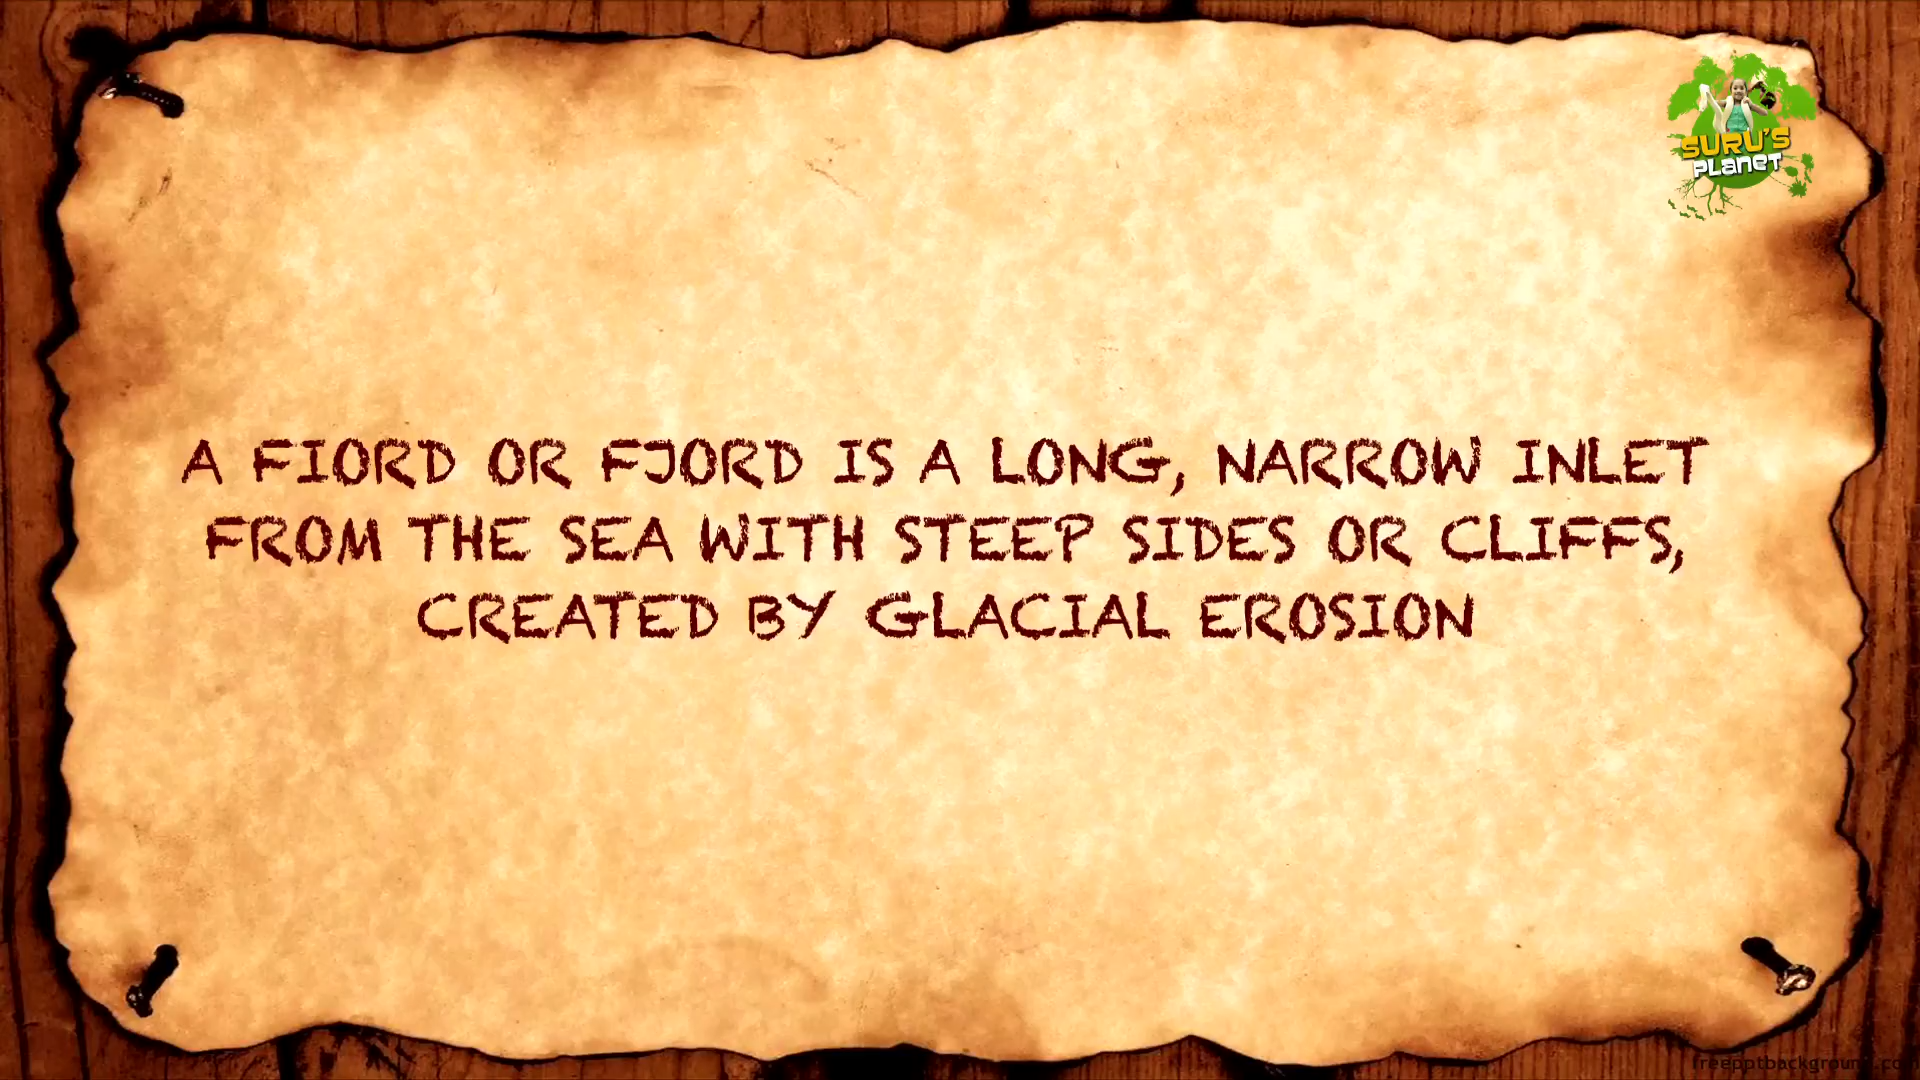 SURU'S
PLANET
A FIORD OR FJORD IS A LONG, NARROW INLET
FROM THE SEA WITH STEEP SIDES OR CLIFFS,
CREATED BY GLACIAL EROSION